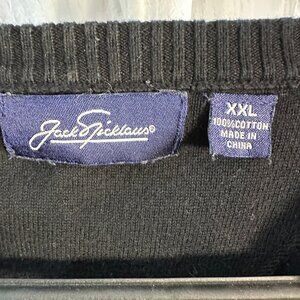 Jack Nicklaus®
XXL
100%COTTON
MADE IN
CHINA